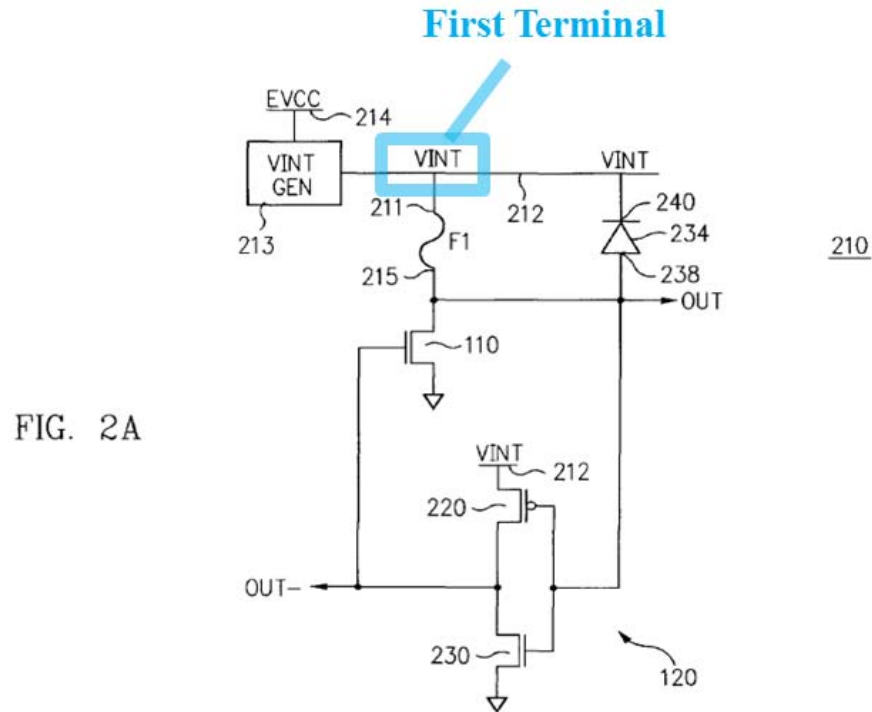 First Terminal
EVCC
214
VINT
GEN
213
VINT
VINT
211
212
240
234
F1
238
210
215
OUT
110
FIG. 2A
VINT
212
220
OUT-
230
120